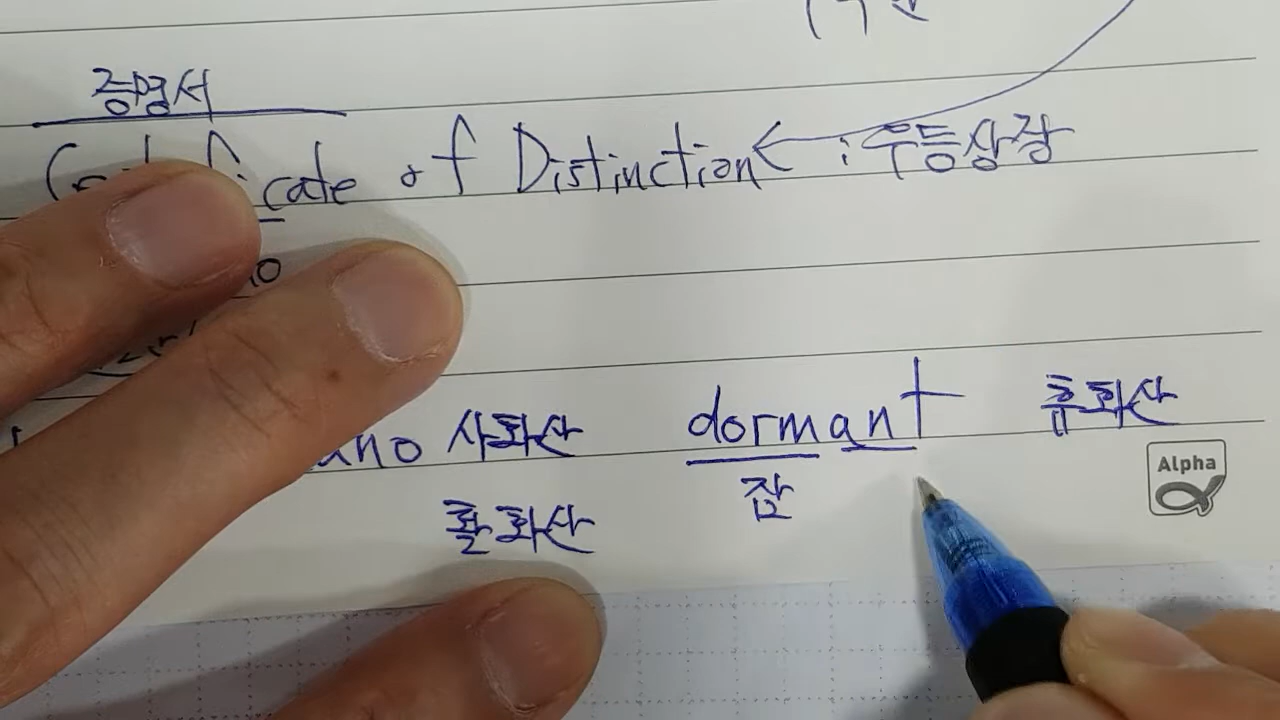 증명서
cate of Distinction ← : 우등상장
ano 사화산 dormant 휴화산
잠
활화산
Alpha